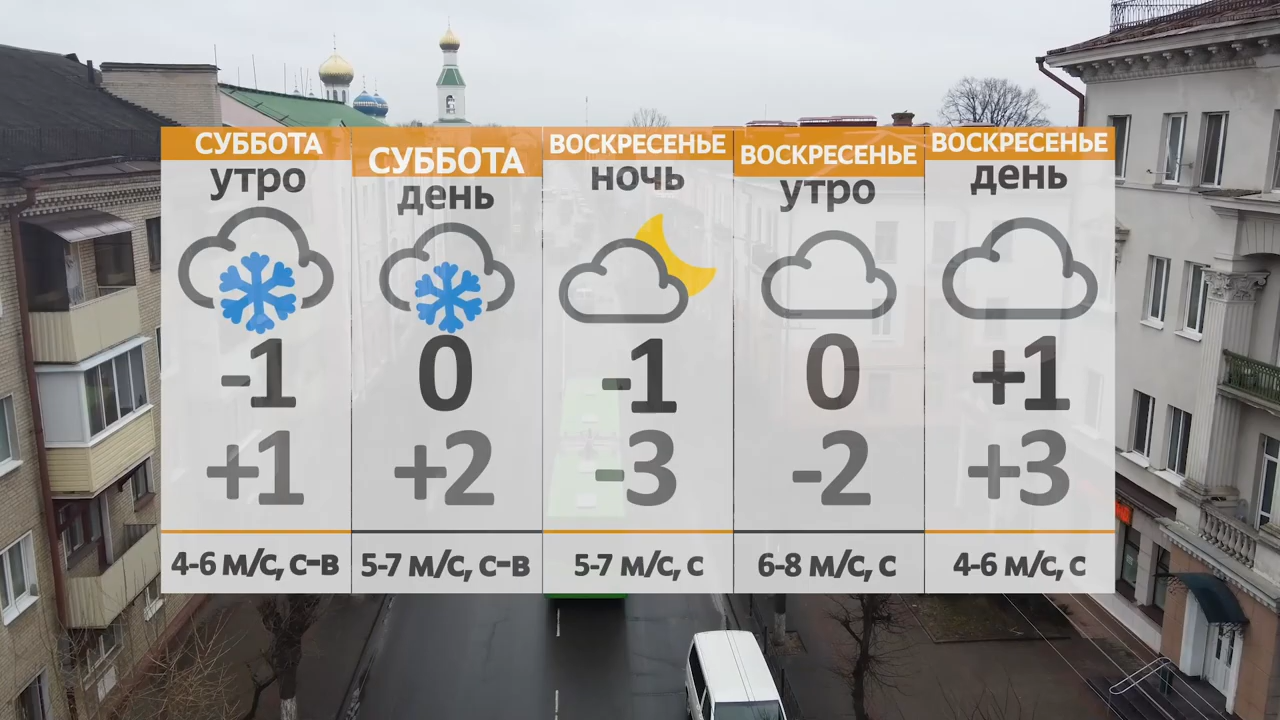 СУББОТА
утро
-1
+1
4-6 м/с, с-в
СУББОТА
день
0
+2
5-7 м/с, с-в
ВОСКРЕСЕНЬЕ
ночь
-1
-3
5-7 м/с, с
ВОСКРЕСЕНЬЕ
утро
0
-2
6-8 м/с, с
ВОСКРЕСЕНЬЕ
день
+1
+3
4-6 м/с, с